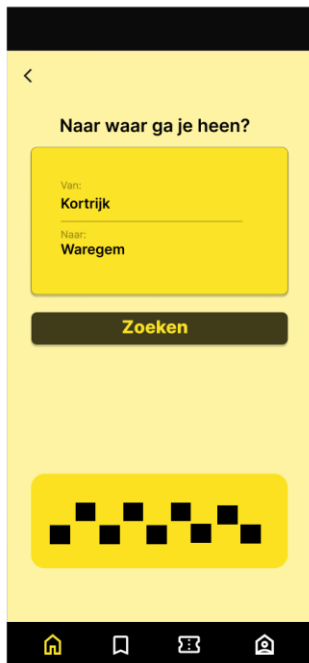 Naar waar ga je heen?
Van:
Kortrijk
Naar:
Waregem
Zoeken